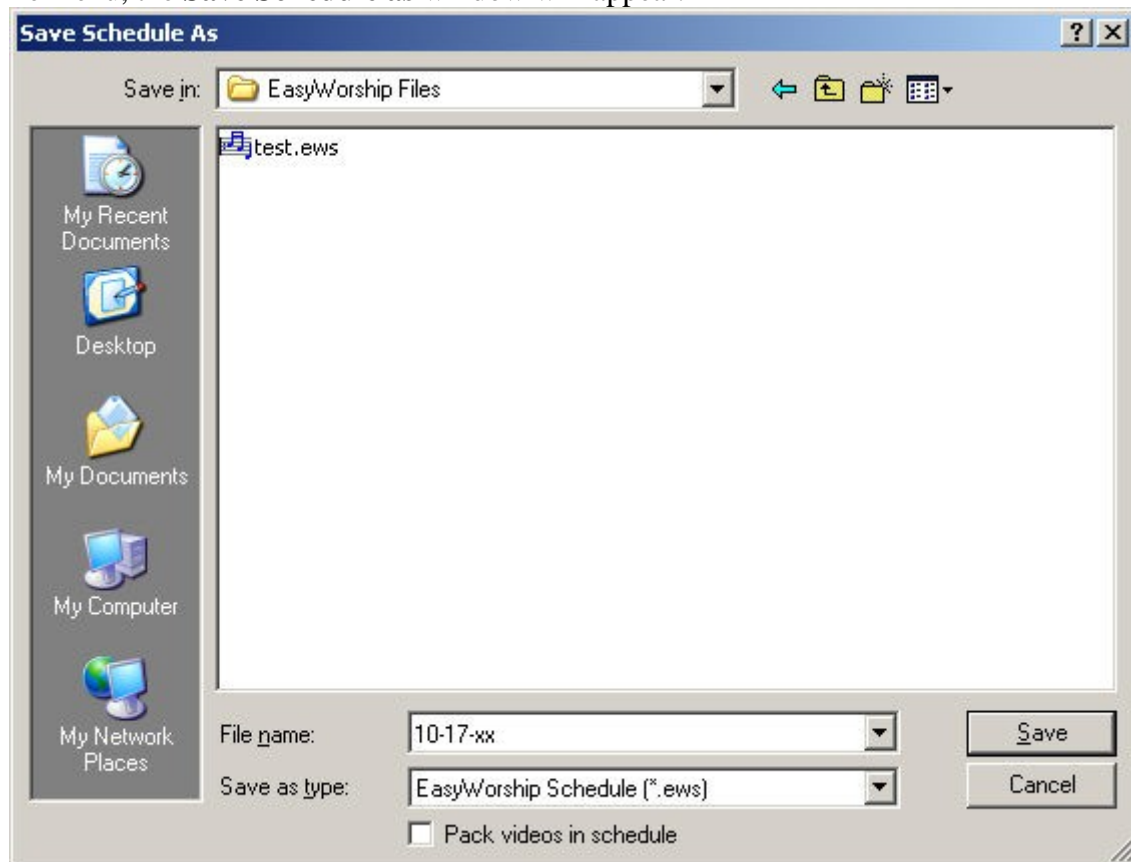 Save Schedule As
Save in:
EasyWorship Files
test.ews
My Recent
Documents
Desktop
My Documents
My Computer
My Network
Places
File name:
10-17-xx
Save
Save as type:
EasyWorship Schedule (*.ews)
Cancel
Pack videos in schedule